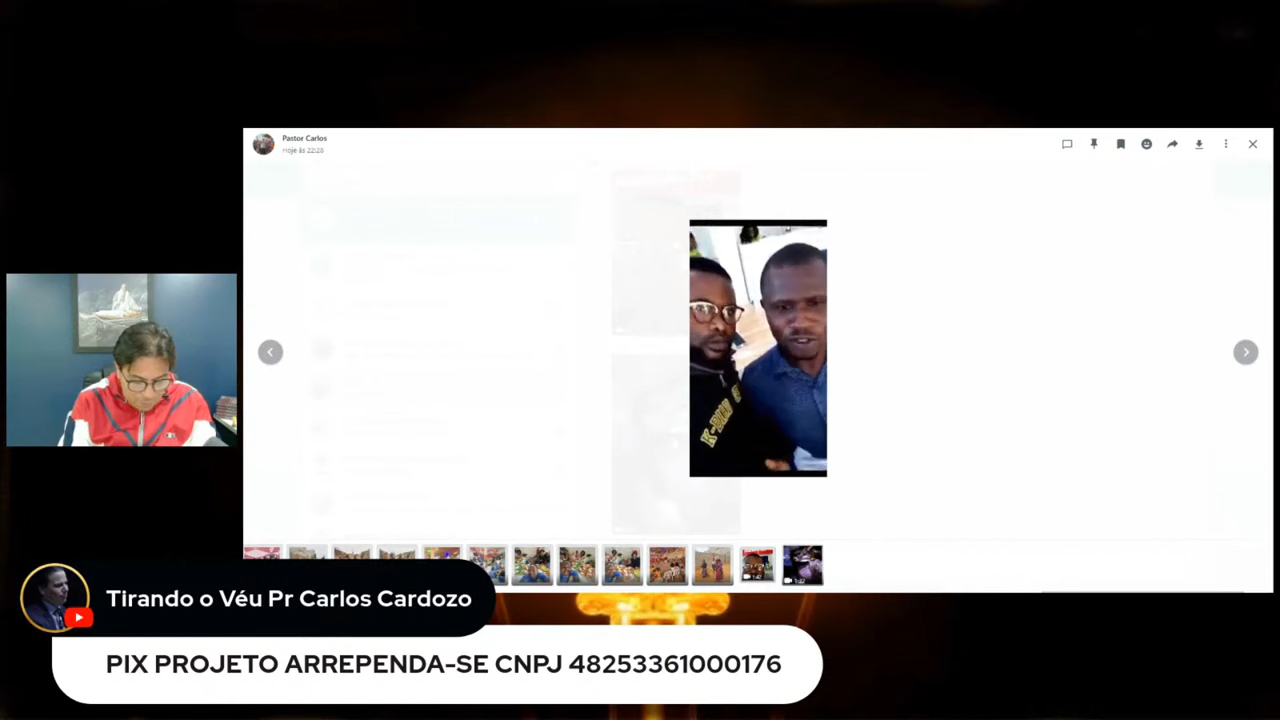 Pastor Carlos
Hoje às 22:28
Tirando o Véu Pr Carlos Cardozo
PIX PROJETO ARREPENDA-SE CNPJ 48253361000176